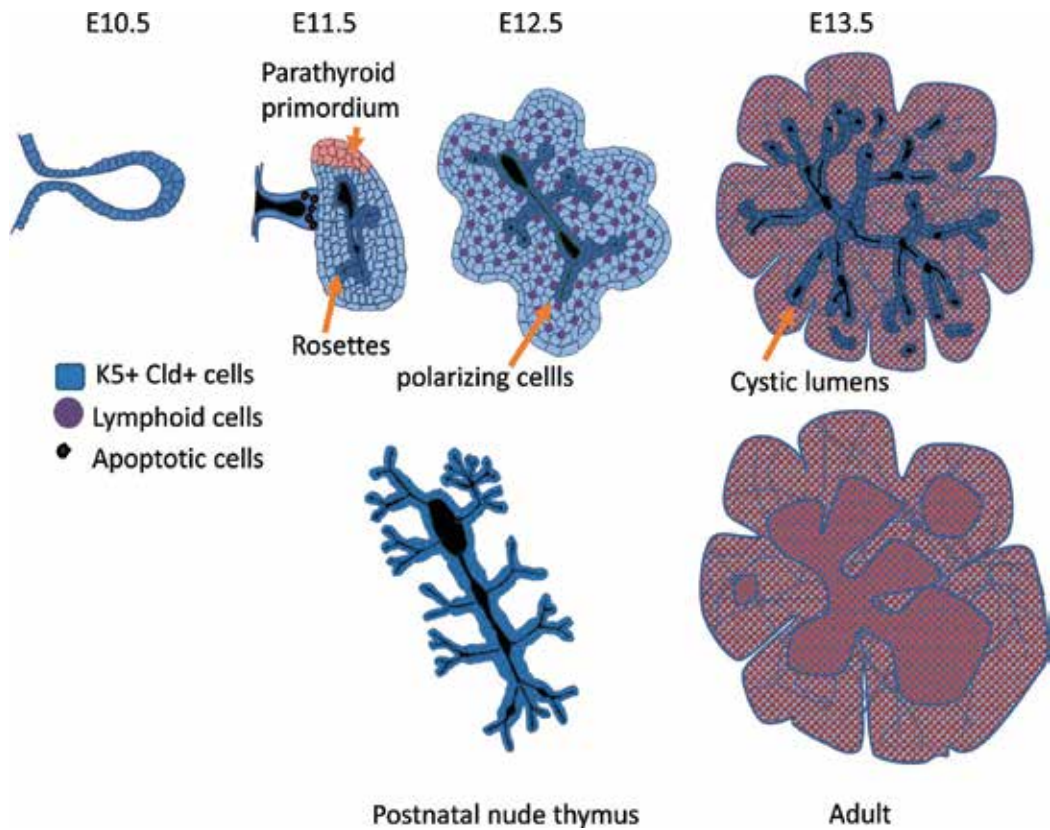 E10.5
E11.5
E12.5
E13.5
Parathyroid
primordium
Rosettes
polarizing cellls
Cystic lumens
K5+ Cld+ cells
Lymphoid cells
Apoptotic cells
Postnatal nude thymus
Adult